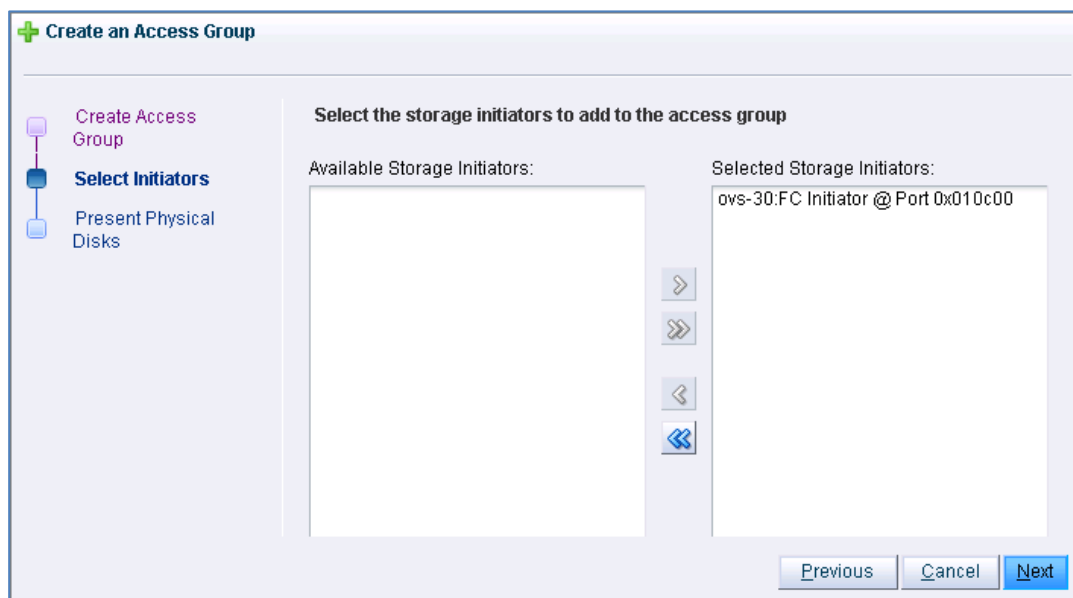 Create an Access Group
Create Access
Group
Select Initiators
Present Physical
Disks
Select the storage initiators to add to the access group
Available Storage Initiators:
Selected Storage Initiators:
ovs-30:FC Initiator @ Port 0x010c00
Previous
Cancel
Next